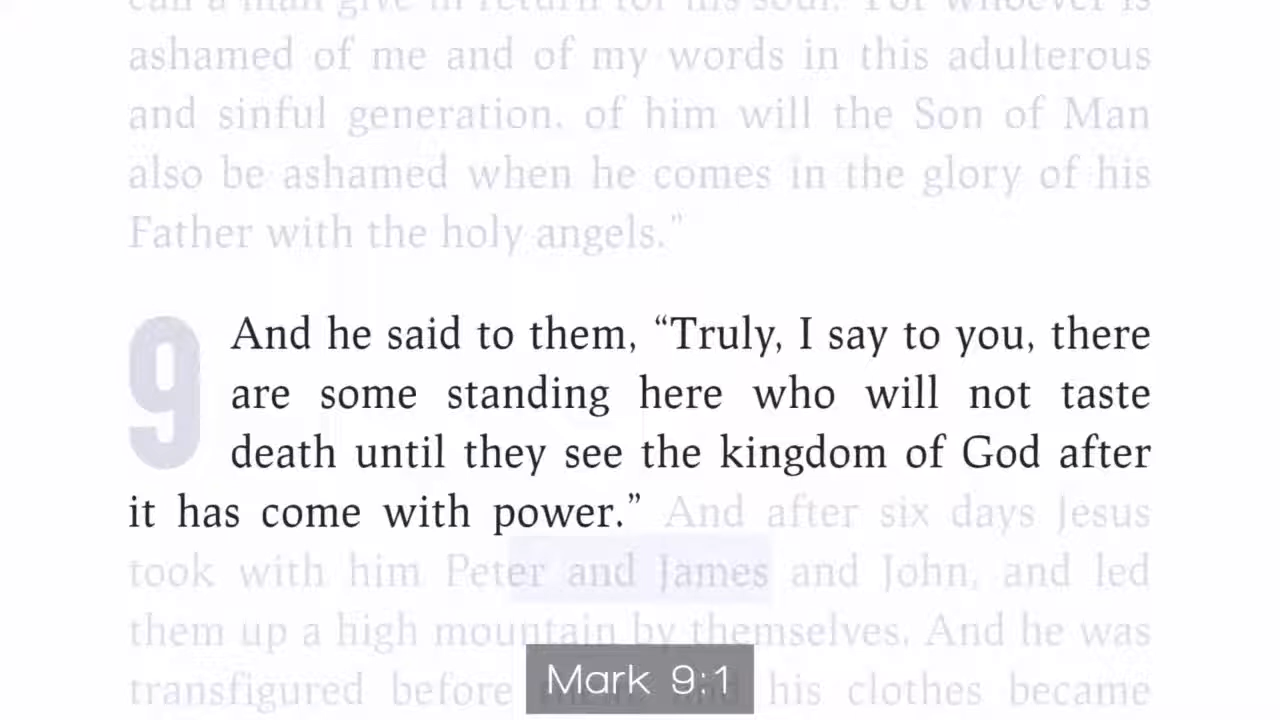 can a man give in return for his soul? For whoever is
ashamed of me and of my words in this adulterous
and sinful generation, of him will the Son of Man
also be ashamed when he comes in the glory of his
Father with the holy angels.”
9 And he said to them, “Truly, I say to you, there
are some standing here who will not taste
death until they see the kingdom of God after
it has come with power.” And after six days Jesus
took with him Peter and James and John, and led
them up a high mountain by themselves. And he was
transfigured before his clothes became
Mark 9:1